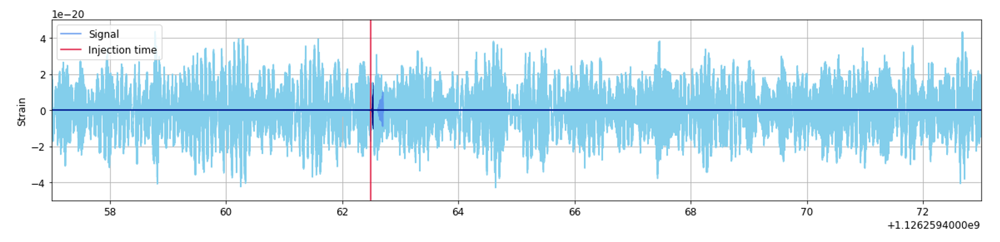 1e−20
Signal
Injection time
4
2
0
−2
−4
Strain
58 60 62 64 66 68 70 72
+1.1262594000e9